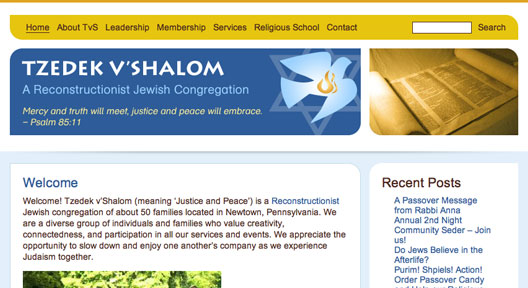 Home About TvS Leadership Membership Services Religious School Contact Search
TZEDEK V'SHALOM
A Reconstructionist Jewish Congregation
Mercy and truth will meet, justice and peace will embrace.
– Psalm 85:11
Welcome
Welcome! Tzedek v'Shalom (meaning 'Justice and Peace') is a Reconstructionist
Jewish congregation of about 50 families located in Newtown, Pennsylvania. We
are a diverse group of individuals and families who value creativity,
connectedness, and participation in all our services and events. We appreciate
the opportunity to slow down and enjoy one another's company as we experience
Judaism together.
Recent Posts
A Passover Message
from Rabbi Anna
Annual 2nd Night
Community Seder – Join
us!
Do Jews Believe in the
Afterlife?
Purim! Shpiels! Action!
Order Passover Candy